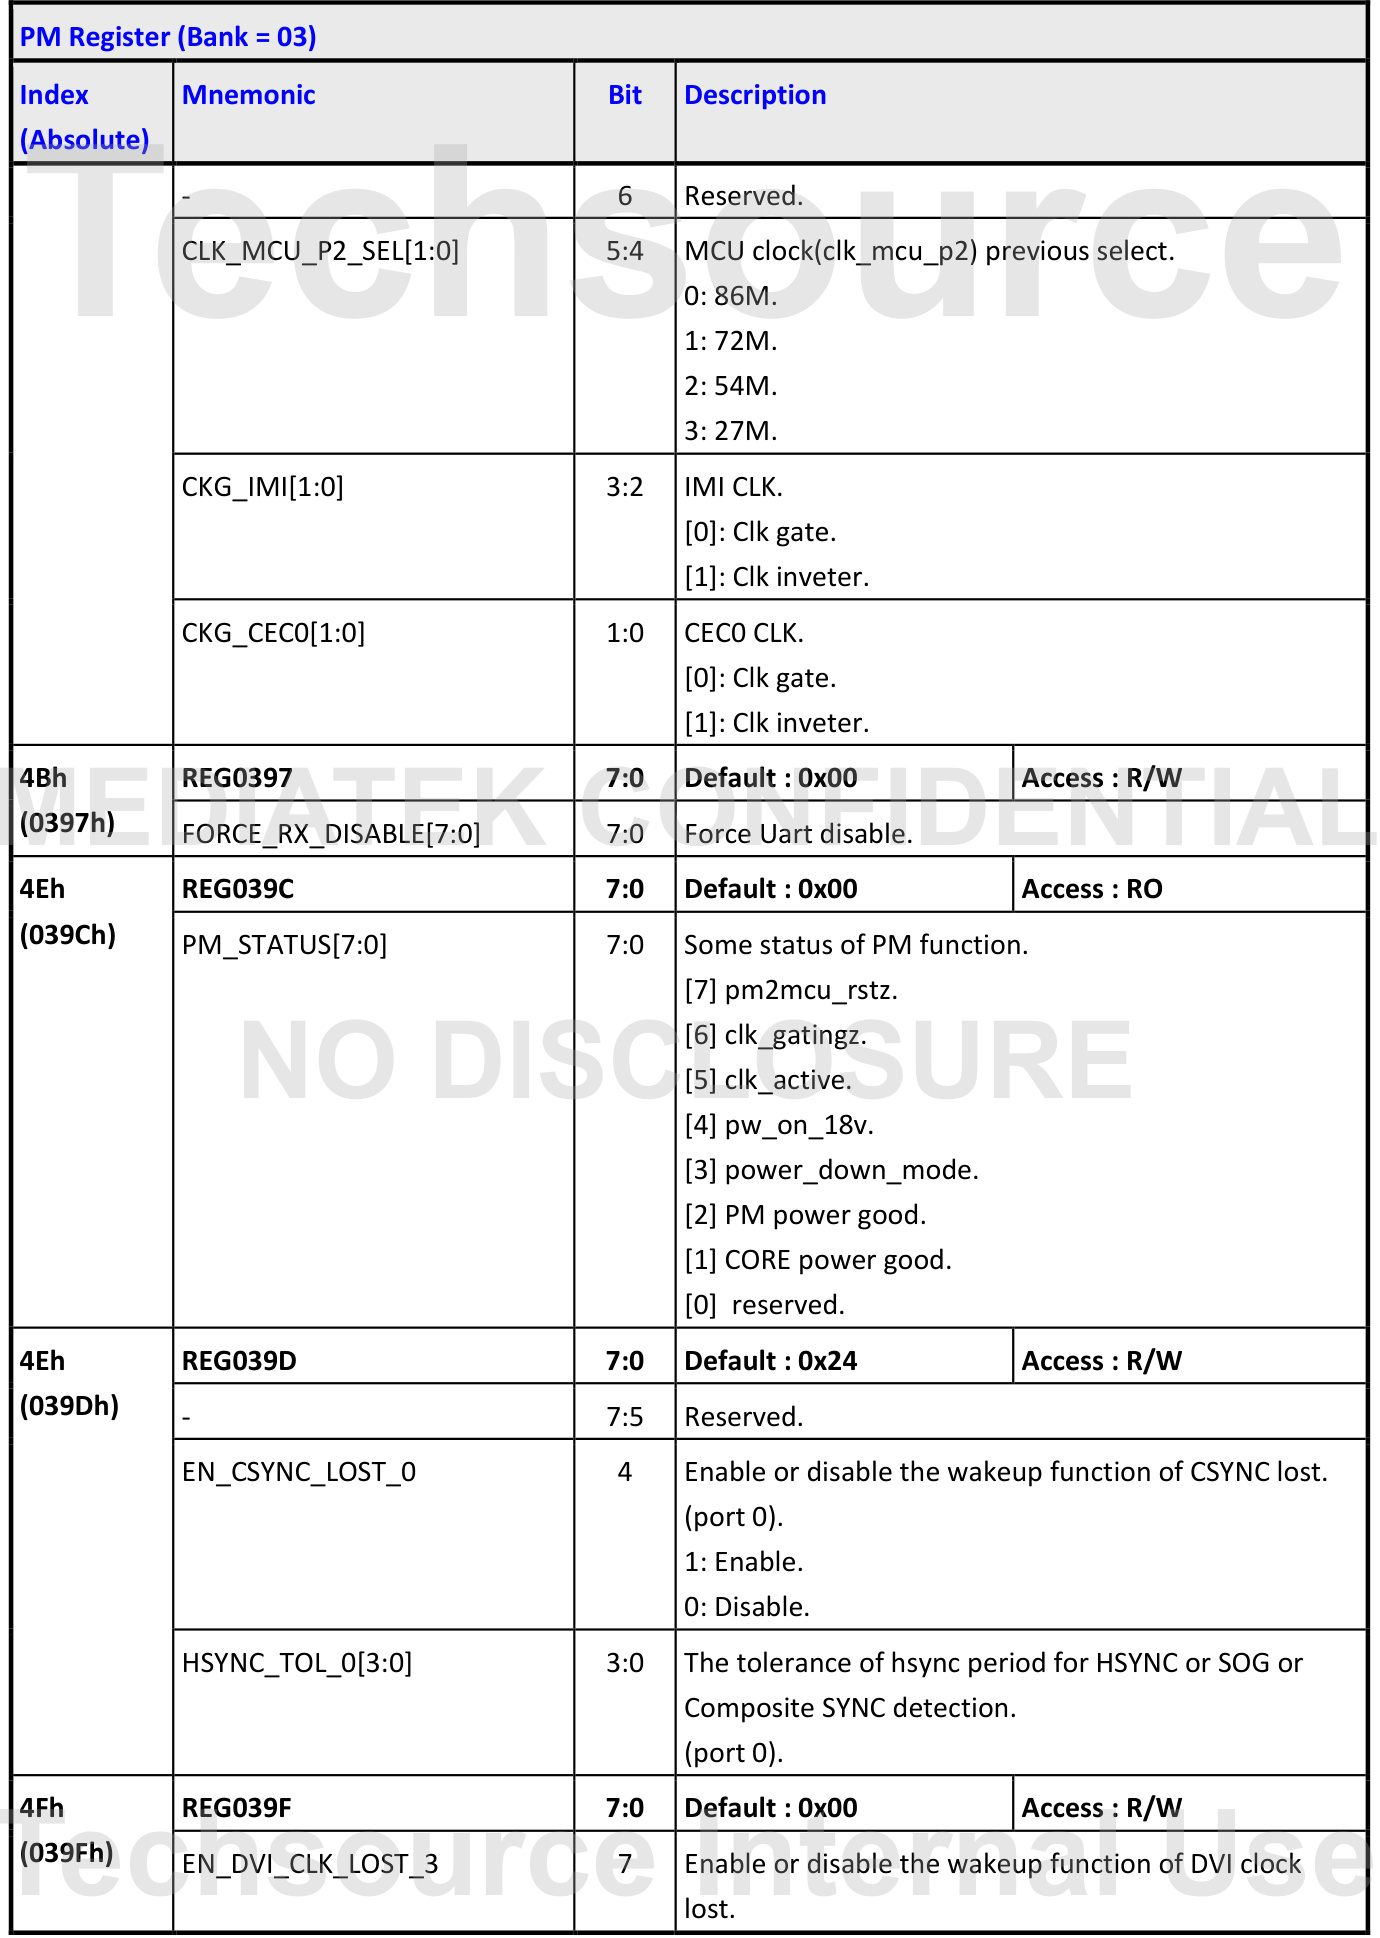 PM Register (Bank = 03)
Index
(Absolute)
Mnemonic
Bit
Description
-
6
Reserved.
CLK_MCU_P2_SEL[1:0]
5:4
MCU clock(clk_mcu_p2) previous select.
0: 86M.
1: 72M.
2: 54M.
3: 27M.
CKG_IMI[1:0]
3:2
IMI CLK.
[0]: Clk gate.
[1]: Clk inveter.
CKG_CEC0[1:0]
1:0
CEC0 CLK.
[0]: Clk gate.
[1]: Clk inveter.
4Bh
(0397h)
REG0397
7:0
Default : 0x00
Access : R/W
FORCE_RX_DISABLE[7:0]
7:0
Force Uart disable.
4Eh
(039Ch)
REG039C
7:0
Default : 0x00
Access : RO
PM_STATUS[7:0]
7:0
Some status of PM function.
[7] pm2mcu_rstz.
[6] clk_gatingz.
[5] clk_active.
[4] pw_on_18v.
[3] power_down_mode.
[2] PM power good.
[1] CORE power good.
[0]  reserved.
4Eh
(039Dh)
REG039D
7:0
Default : 0x24
Access : R/W
-
7:5
Reserved.
EN_CSYNC_LOST_0
4
Enable or disable the wakeup function of CSYNC lost.
(port 0).
1: Enable.
0: Disable.
HSYNC_TOL_0[3:0]
3:0
The tolerance of hsync period for HSYNC or SOG or
Composite SYNC detection.
(port 0).
4Fh
(039Fh)
REG039F
7:0
Default : 0x00
Access : R/W
EN_DVI_CLK_LOST_3
7
Enable or disable the wakeup function of DVI clock
lost.
Techsource
MEDIATEK CONFIDENTIAL
NO DISCLOSURE
Techsource Internal Use